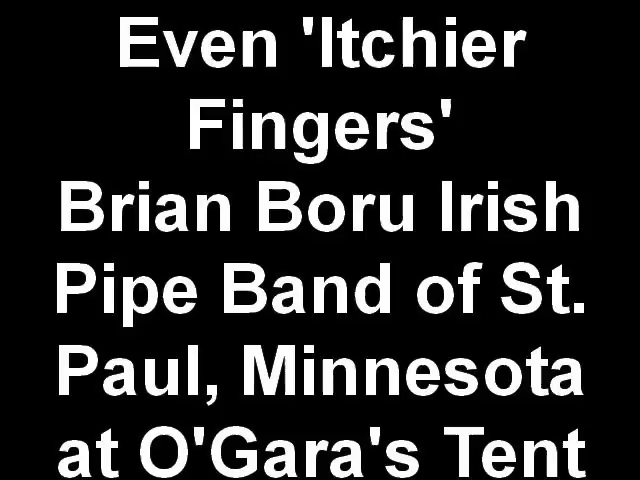 Even 'Itchier
Fingers'
Brian Boru Irish
Pipe Band of St.
Paul, Minnesota
at O'Gara's Tent